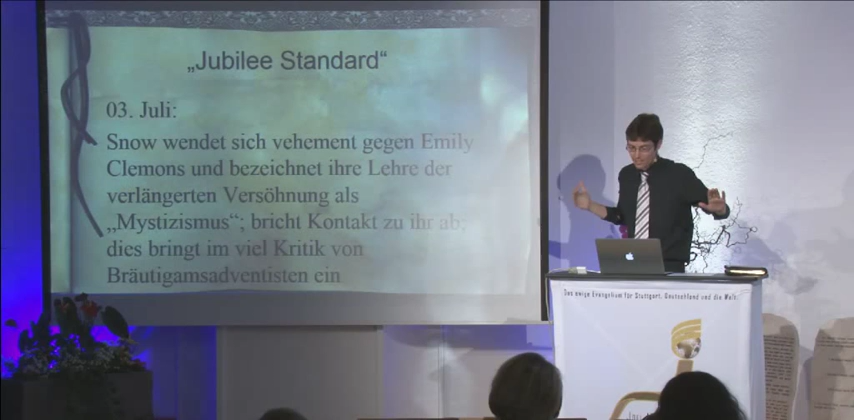 „Jubilee Standard“
03. Juli:
Snow wendet sich vehement gegen Emily
Clemons und bezeichnet ihre Lehre der
verlängerten Versöhnung als
„Mystizismus“; bricht Kontakt zu ihr ab;
dies bringt im viel Kritik von
Bräutigamsadventisten ein
Das ewige Evangelium für Stuttgart, Deutschland und die Welt